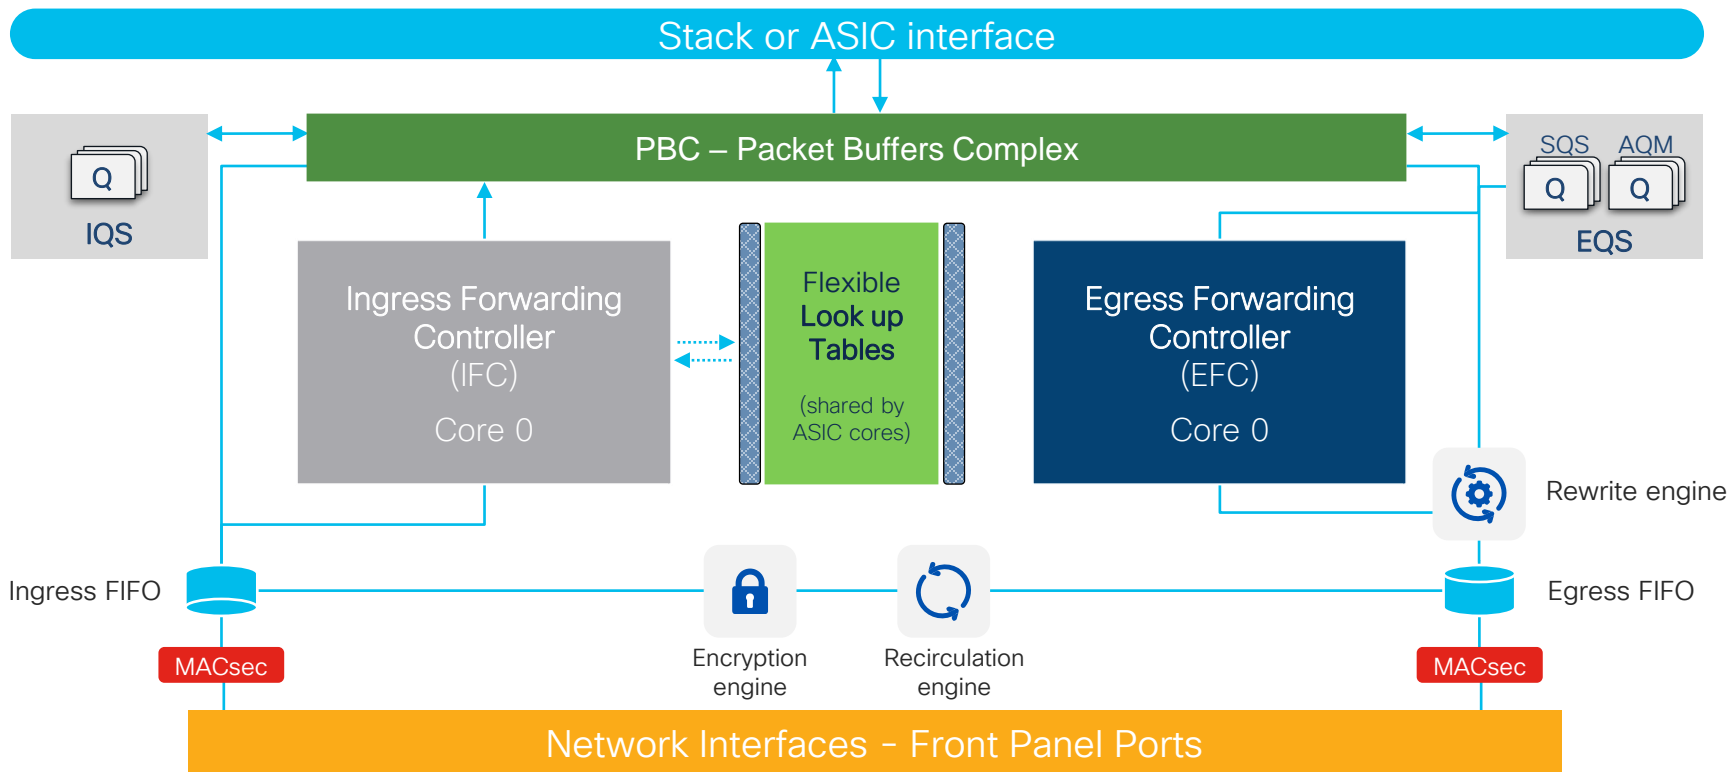 Stack or ASIC interface
PBC – Packet Buffers Complex
Q
IQS
SQS
AQM
Q
Q
EQS
Ingress Forwarding
Controller
(IFC)
Core 0
Flexible
Look up
Tables
(shared by
ASIC cores)
Egress Forwarding
Controller
(EFC)
Core 0
Rewrite engine
Ingress FIFO
Egress FIFO
MACsec
Encryption
engine
Recirculation
engine
MACsec
Network Interfaces - Front Panel Ports